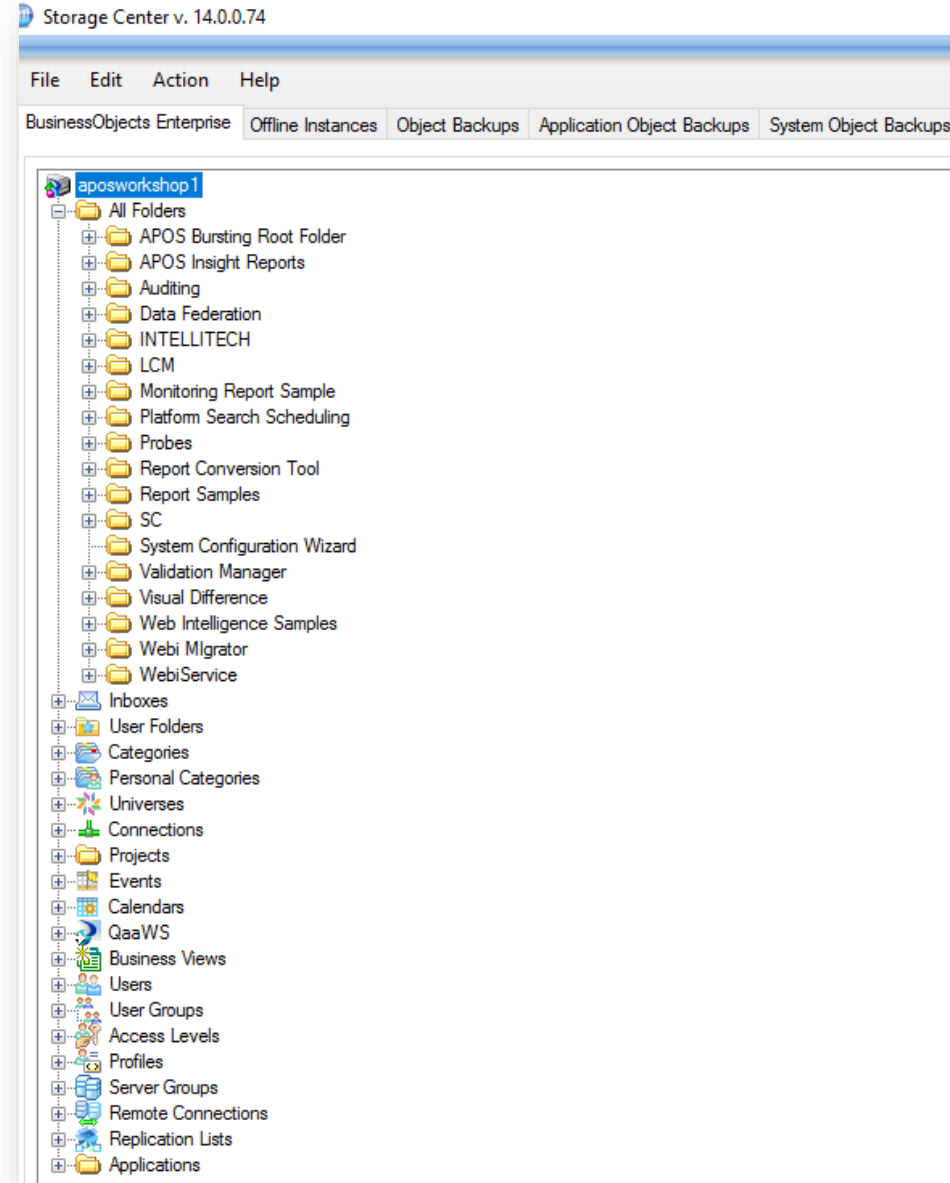 Storage Center v. 14.0.0.74
File Edit Action Help
BusinessObjects Enterprise Offline Instances Object Backups Application Object Backups System Object Backups
aposworkshop1
All Folders
APOS Bursting Root Folder
APOS Insight Reports
Auditing
Data Federation
INTELLITECH
LCM
Monitoring Report Sample
Platform Search Scheduling
Probes
Report Conversion Tool
Report Samples
SC
System Configuration Wizard
Validation Manager
Visual Difference
Web Intelligence Samples
Webi MIgrator
WebiService
Inboxes
User Folders
Categories
Personal Categories
Universes
Connections
Projects
Events
Calendars
QaaWS
Business Views
Users
User Groups
Access Levels
Profiles
Server Groups
Remote Connections
Replication Lists
Applications